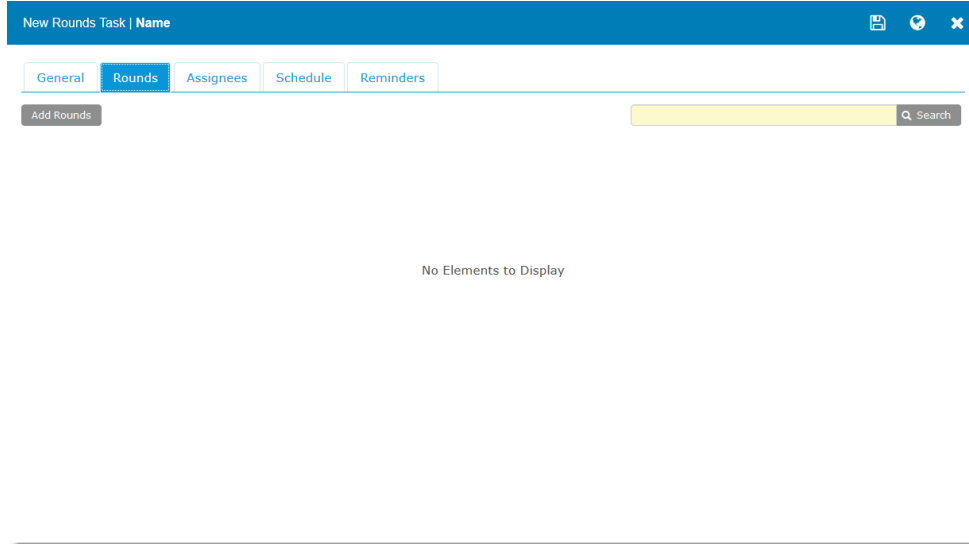 New Rounds Task | Name
General Rounds Assignees Schedule Reminders
Add Rounds Search
No Elements to Display